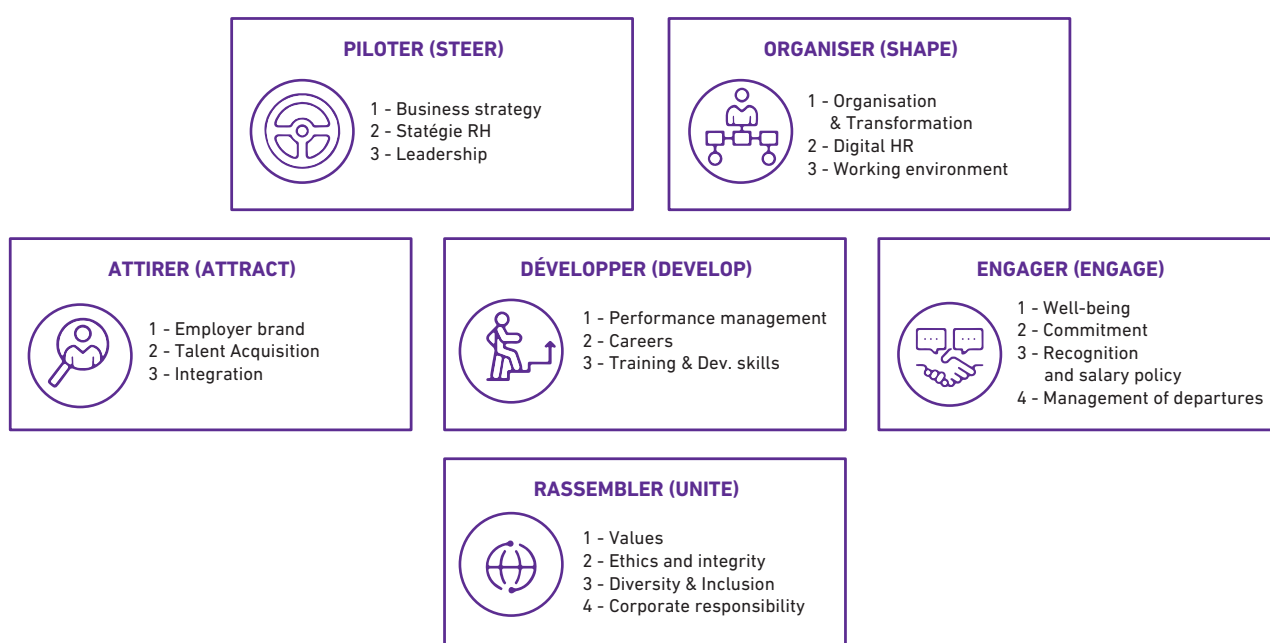 PILOTER (STEER)
1 - Business strategy
2 - Statégie RH
3 - Leadership
ORGANISER (SHAPE)
1 - Organisation
& Transformation
2 - Digital HR
3 - Working environment
ATTIRER (ATTRACT)
1 - Employer brand
2 - Talent Acquisition
3 - Integration
DÉVELOPPER (DEVELOP)
1 - Performance management
2 - Careers
3 - Training & Dev. skills
ENGAGER (ENGAGE)
1 - Well-being
2 - Commitment
3 - Recognition
and salary policy
4 - Management of departures
RASSEMBLER (UNITE)
1 - Values
2 - Ethics and integrity
3 - Diversity & Inclusion
4 - Corporate responsibility